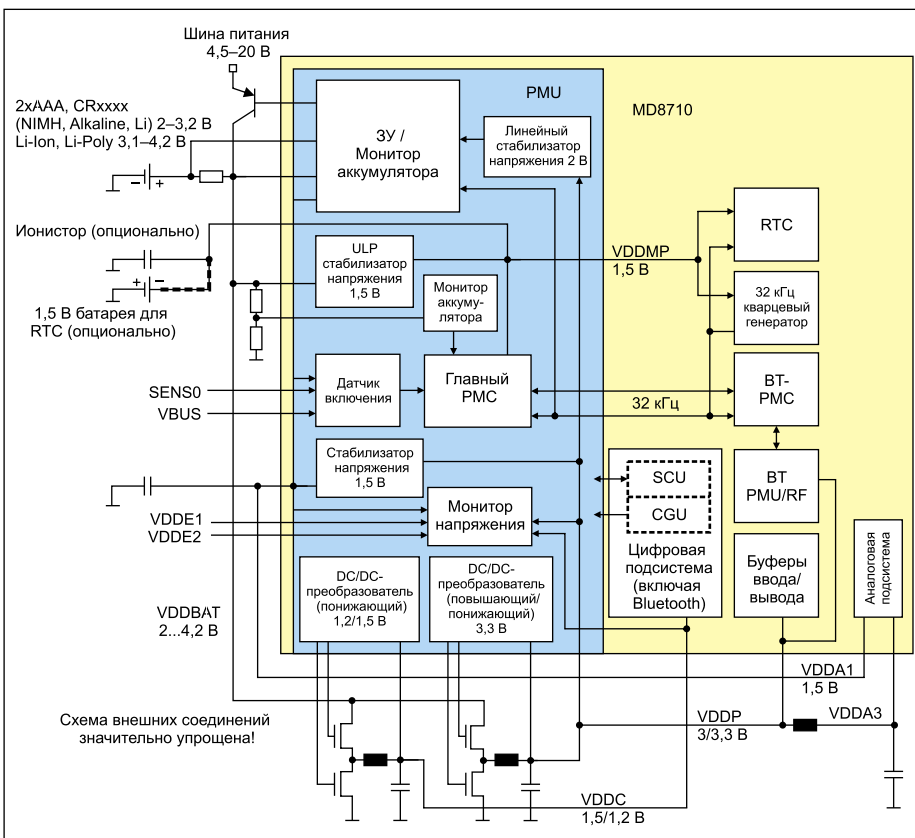 Шина питания
4,5–20 В
PMU
MD8710
2xAAA, CRxxxx
(NIMH, Alkaline, Li) 2–3,2 В
Li-Ion, Li-Poly 3,1–4,2 В
ЗУ /
Монитор
аккумулятора
Линейный
стабилизатор
напряжения 2 В
RTC
Ионистор (опционально)
ULP
стабилизатор
напряжения
1,5 В
VDDMP
1,5 В
Монитор
аккуму-
лятора
32 кГц
кварцевый
генератор
1,5 В батарея для
RTC (опционально)
SENS0
VBUS
Датчик
включения
Главный
PMC
32 кГц
BT-
PMC
Стабилизатор
напряжения
1,5 В
SCU
CGU
BT
PMU/RF
VDDE1
VDDE2
Монитор
напряжения
Цифровая
подсистема
(включая
Bluetooth)
Буферы
ввода/
вывода
Аналоговая
подсистема
DC/DC-
преобразователь
(понижающий)
1,2/1,5 В
DC/DC-
преобразователь
(повышающий/
понижающий)
3,3 В
VDDBAT
2...4,2 В
VDDA1
1,5 В
Схема внешних соединений
значительно упрощена!
VDDP
3/3,3 В
VDDA3
VDDC
1,5/1,2 В